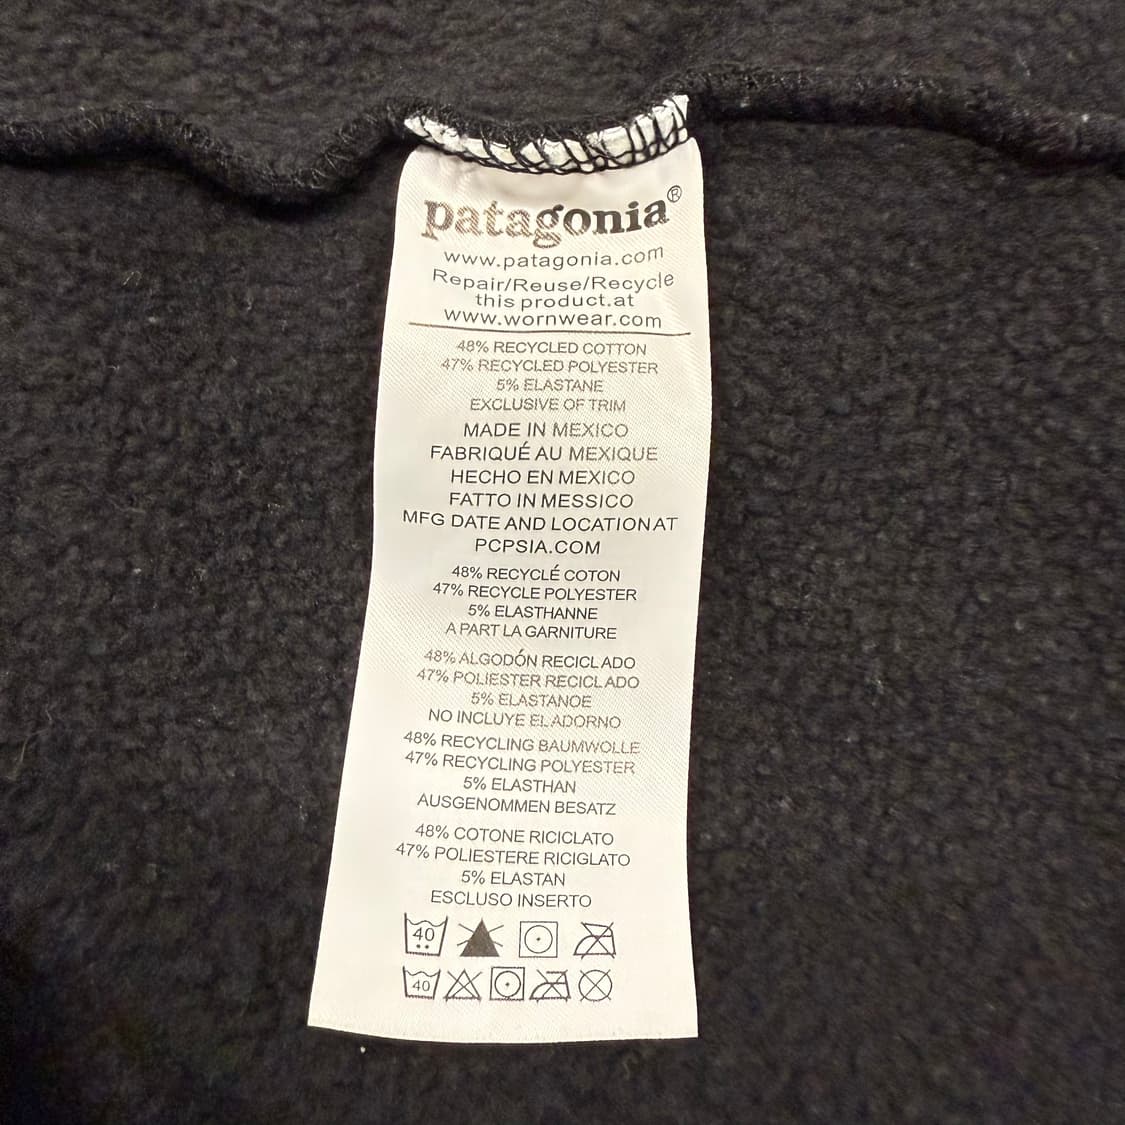 patagonia®
www.patagonia.com
Repair/Reuse/Recycle
this product.at
www.wornwear.com
48% RECYCLED COTTON
47% RECYCLED POLYESTER
5% ELASTANE
EXCLUSIVE OF TRIM
MADE IN MEXICO
FABRIQUÉ AU MEXIQUE
HECHO EN MEXICO
FATTO IN MESSICO
MFG DATE AND LOCATION AT
PCPSIA.COM
48% RECYCLÉ COTON
47% RECYCLE POLYESTER
5% ELASTHANNE
A PART LA GARNITURE
48% ALGODÓN RECICLADO
47% POLIESTER RECICLADO
5% ELASTANOE
NO INCLUYE EL ADORNO
48% RECYCLING BAUMWOLLE
47% RECYCLING POLYESTER
5% ELASTHAN
AUSGENOMMEN BESATZ
48% COTONE RICICLATO
47% POLIESTERE RICIGLATO
5% ELASTAN
ESCLUSO INSERTO
40
40